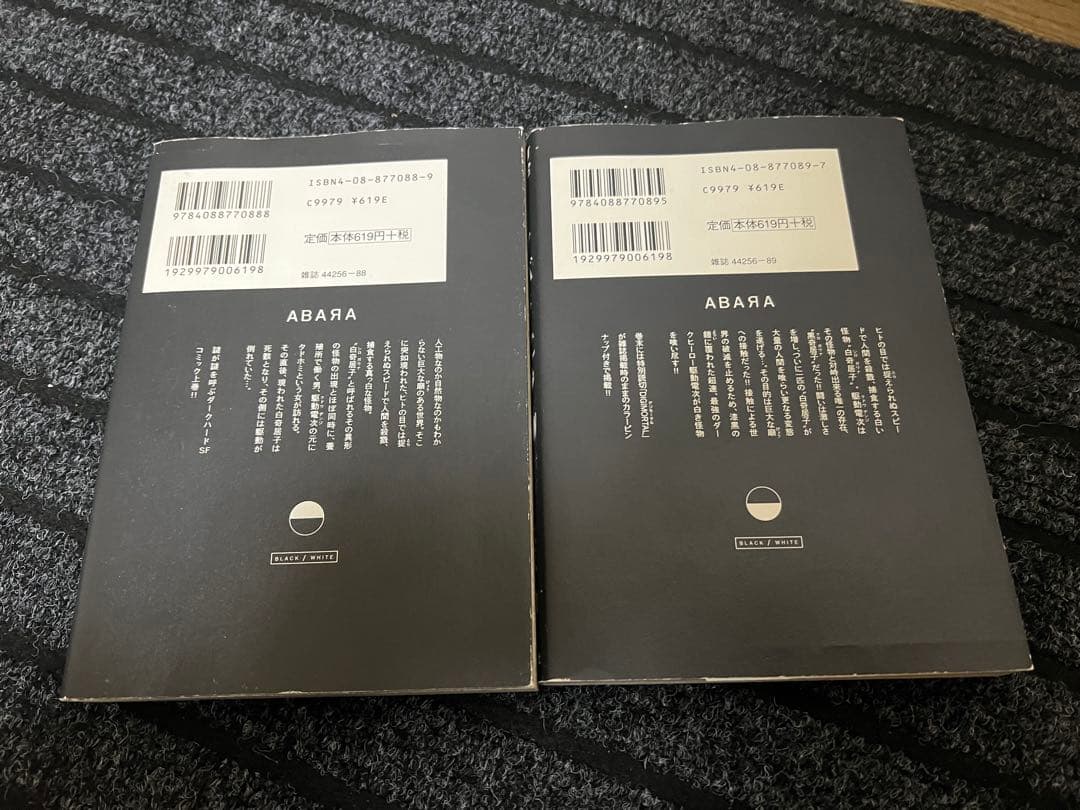 ISBN4-08-877088-9
C9979 ¥619E
9784088770888
定価 本体619円+税
1929979006198
雑誌 44256-88
ABAЯA
人工物なのか自然物なのかもわか
らない巨大な廟のある世界。そこ
に突如現われた、ヒトの目では捉
えられぬスピードで人間を殺戮、
捕食する真っ白な怪物。
“白奇居子”と呼ばれるその異形
の怪物の出現とほぼ同時に、養
殖所で働く男、駆動電次の元に
タドホミという女が訪れる。
その直後、現われた白奇居子は
死骸となり、その側には駆動が
倒れていた…。
謎が謎を呼ぶダーク・ハードSF
コミック上巻!!
BLACK / WHITE
ISBN4-08-877089-7
C9979 ¥619E
9784088770895
定価 本体619円+税
1929979006198
雑誌 44256-89
ABAЯA
ヒトの目では捉えられぬスピー
ドで人間を殺戮、捕食する白い
怪物、“白奇居子”。駆動電次は
その怪物と対峙出来る唯一の存在、
“黒奇居子”だった!! 闘いは激しさ
を増しついに二匹の“白奇居子”が
大量の人間を喰らい更なる変態
を遂げる…。その目的は巨大な廟
への接触だった!! 接触による世
界の破滅を止めるため、漆黒の
鎧に襲われた超速、最強のダー
クヒーロー・駆動電次が白き怪物
を喰い尽す!!
巻末には特別読切「DIGIMORTAL」
が雑誌掲載時のままのカラーピン
ナップ付きで掲載!!
BLACK / WHITE